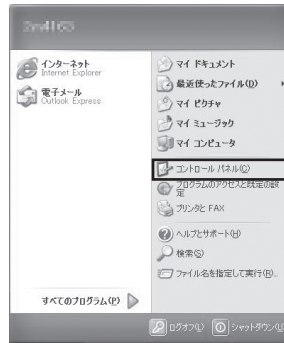 インターネット
Internet Explorer
電子メール
Outlook Express
すべてのプログラム(P)
マイ ドキュメント
最近使ったファイル(D)
マイ ピクチャ
マイ ミュージック
マイ コンピュータ
コントロール パネル(C)
プログラムのアクセスと既定の設定
プリンタと FAX
ヘルプとサポート(H)
検索(S)
ファイル名を指定して実行(R)...
ログオフ(L)
シャットダウン(U)